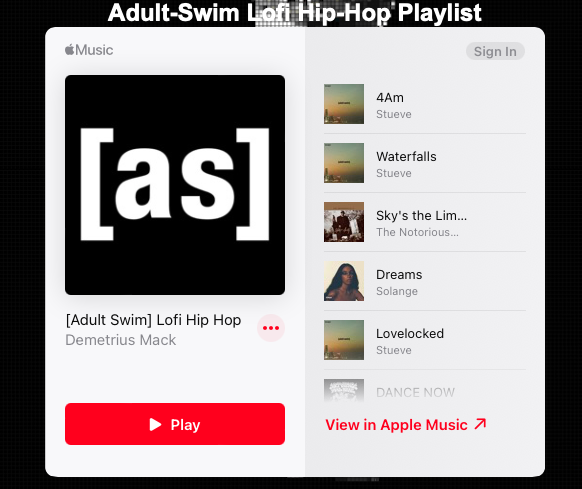 Adult-Swim Lofi Hip-Hop Playlist
Music
Sign In
[as]
[Adult Swim] Lofi Hip Hop
Demetrius Mack
Play
4Am
Stueve
Waterfalls
Stueve
Sky's the Lim...
The Notorious...
Dreams
Solange
Lovelocked
Stueve
DANCE NOW
View in Apple Music